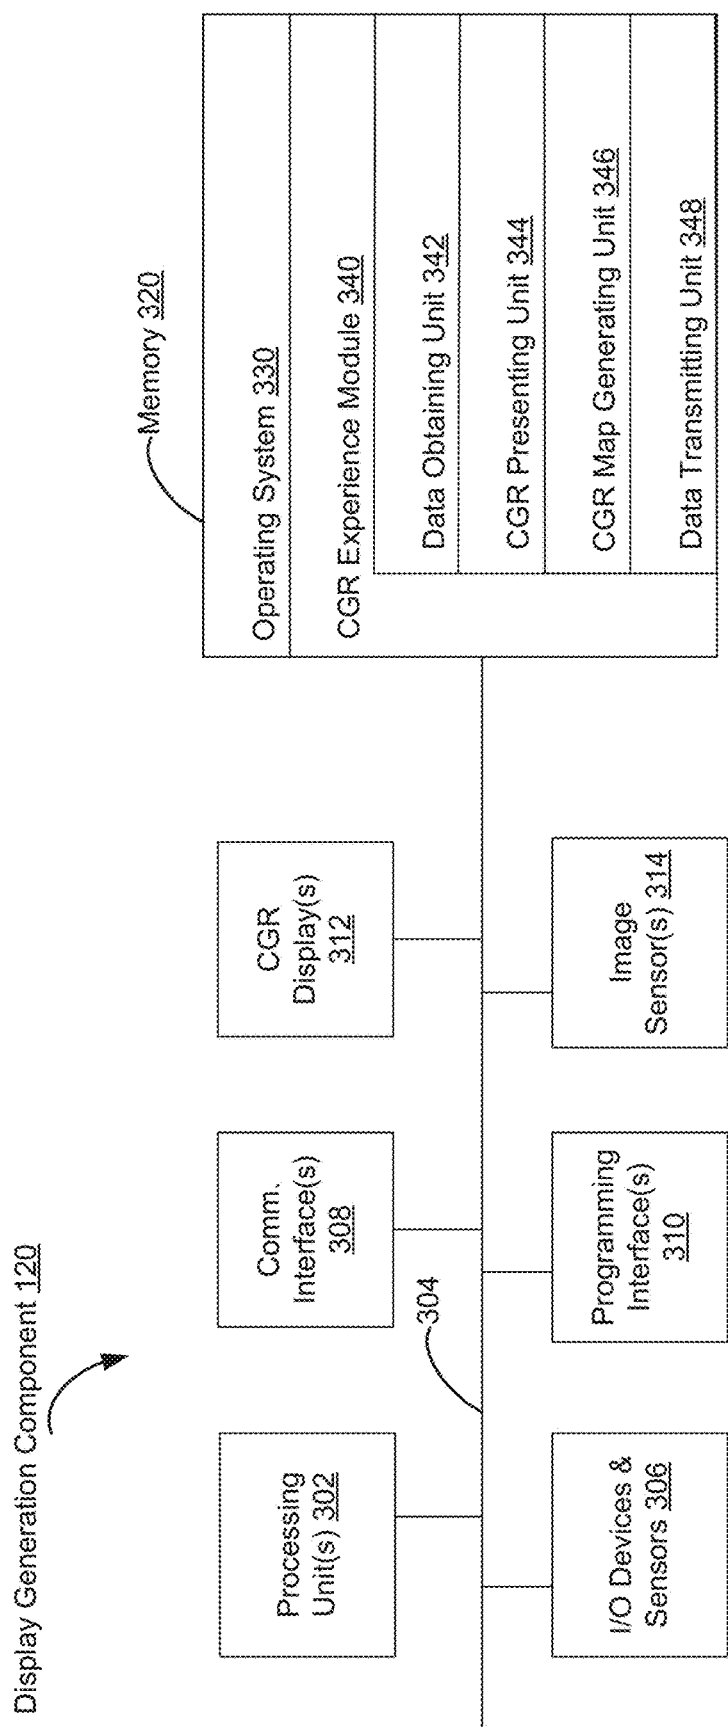 Display Generation Component 120
Processing
Unit(s) 302
Comm.
Interface(s)
308
CGR
Display(s)
312
Memory 320
Operating System 330
CGR Experience Module 340
Data Obtaining Unit 342
CGR Presenting Unit 344
CGR Map Generating Unit 346
Data Transmitting Unit 348
304
I/O Devices &
Sensors 306
Programming
Interface(s)
310
Image
Sensor(s) 314